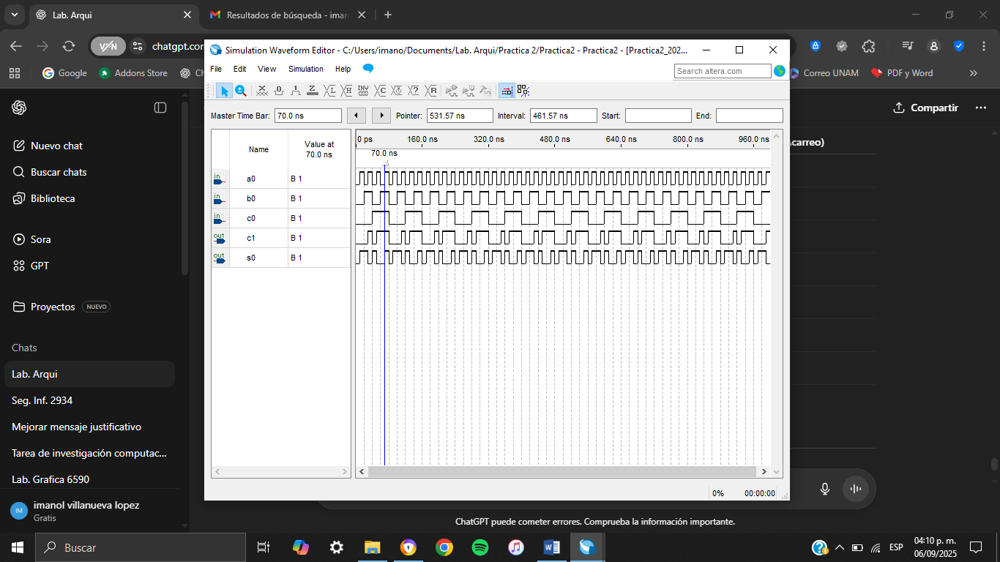 Lab. Arqui
Resultados de búsqueda - iman
VPN
chatgpt.con
Google
Addons Store
Ch
Correo UNAM
PDF y Word
Simulation Waveform Editor - C:/Users/imano/Documents/Lab. Arqui/Practica 2/Practica2 - Practica2 - [Practica2_202...
File Edit View Simulation Help
Search altera.com
Master Time Bar: 70.0 ns Pointer: 531.57 ns Interval: 461.57 ns Start: End:
Name
Value at
70.0 ns
0 ps 160.0 ns 320.0 ns 480.0 ns 640.0 ns 800.0 ns 960.0 ns
70.0 ns
in a0 B 1
in b0 B 1
in c0 B 1
out c1 B 1
out s0 B 1
0% 00:00:00
Nuevo chat
Buscar chats
Biblioteca
Sora
GPT
Proyectos NUEVO
Chats
Lab. Arqui
Seg. Inf. 2934
Mejorar mensaje justificativo
Tarea de investigación computac...
Lab. Grafica 6590
IM
imanol villanueva lopez
Gratis
Compartir
carreo)
ChatGPT puede cometer errores. Comprueba la información importante.
Buscar
ESP
04:10 p. m.
06/09/2025